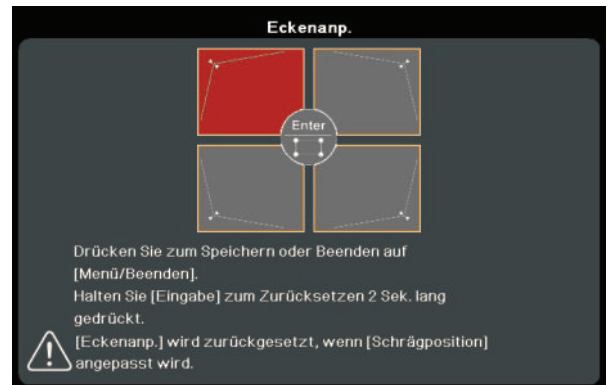 Eckenanp.
Enter
Drücken Sie zum Speichern oder Beenden auf
[Menü/Beenden].
Halten Sie [Eingabe] zum Zurücksetzen 2 Sek. lang
gedrückt.
[Eckenanp.] wird zurückgesetzt, wenn [Schrägposition]
angepasst wird.